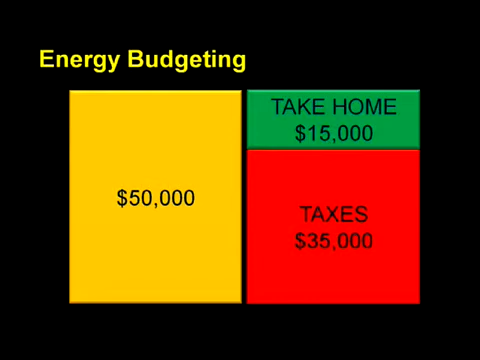 Energy Budgeting
TAKE HOME
$15,000
$50,000
TAXES
$35,000